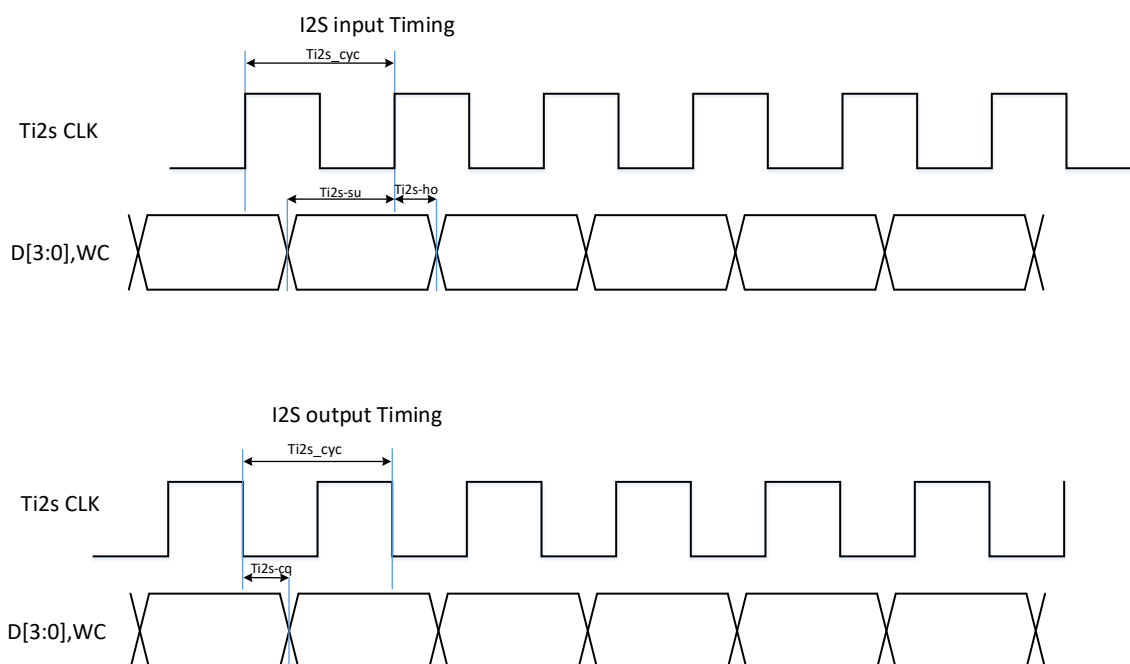 I2S input Timing
Ti2s_cyc
Ti2s CLK
Ti2s-su Ti2s-ho
D[3:0],WC
I2S output Timing
Ti2s_cyc
Ti2s CLK
Ti2s-cq
D[3:0],WC